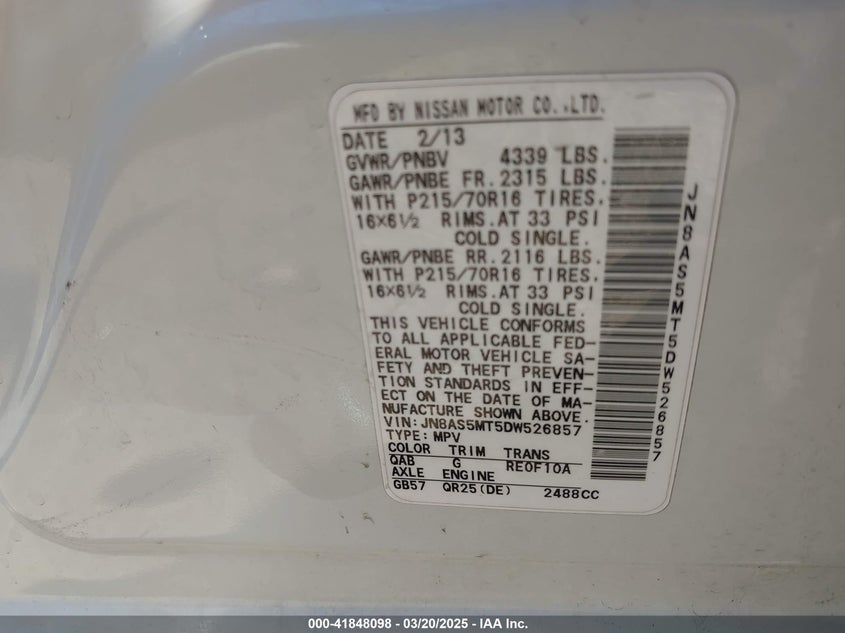 MFD BY NISSAN MOTOR CO.,LTD.
DATE 2/13
GVWR/PNBV 4339 LBS.
GAWR/PNBE FR. 2315 LBS.
WITH P215/70R16 TIRES.
16×6½ RIMS. AT 33 PSI
COLD SINGLE.
GAWR/PNBE RR. 2116 LBS.
WITH P215/70R16 TIRES.
16×6½ RIMS. AT 33 PSI
COLD SINGLE.
THIS VEHICLE CONFORMS
TO ALL APPLICABLE FED-
ERAL MOTOR VEHICLE SA-
FETY AND THEFT PREVEN-
TION STANDARDS IN EFF-
ECT ON THE DATE OF MA-
NUFACTURE SHOWN ABOVE.
VIN: JN8AS5MT5DW526857
TYPE: MPV
COLOR TRIM TRANS
QAB G RE0F10A
AXLE ENGINE
GB57 QR25(DE) 2488CC
JN8AS5MT5DW526857
000-41848098 - 03/20/2025 - IAA Inc.